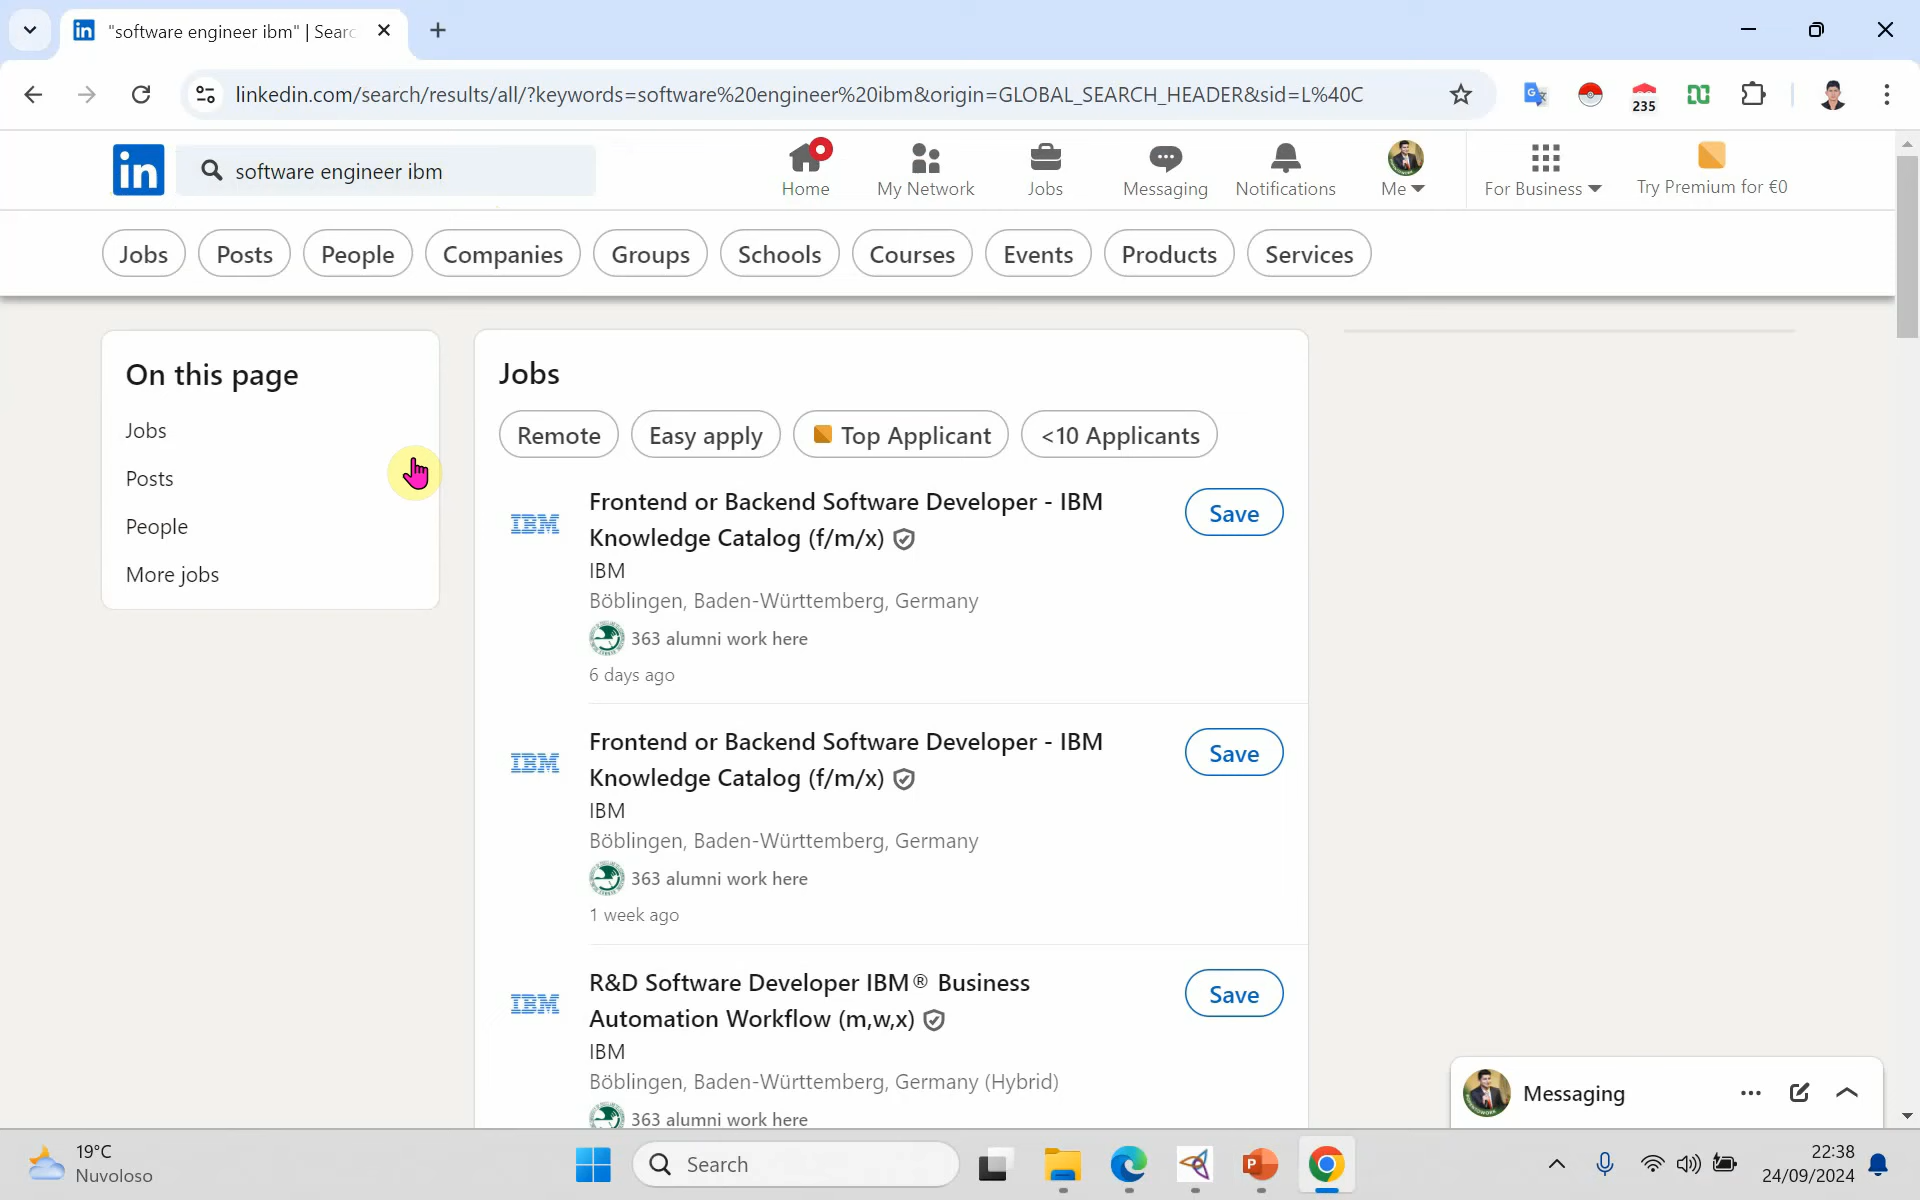 "software engineer ibm" | Searc
linkedin.com/search/results/all/?keywords=software%20engineer%20ibm&origin=GLOBAL_SEARCH_HEADER&sid=L%40C
235
in
software engineer ibm
Home
My Network
Jobs
Messaging
Notifications
Me
For Business
Try Premium for €0
Jobs
Posts
People
Companies
Groups
Schools
Courses
Events
Products
Services
On this page
Jobs
Posts
People
More jobs
Jobs
Remote
Easy apply
Top Applicant
<10 Applicants
IBM
Frontend or Backend Software Developer - IBM
Knowledge Catalog (f/m/x)
IBM
Böblingen, Baden-Württemberg, Germany
363 alumni work here
6 days ago
Save
IBM
Frontend or Backend Software Developer - IBM
Knowledge Catalog (f/m/x)
IBM
Böblingen, Baden-Württemberg, Germany
363 alumni work here
1 week ago
Save
IBM
R&D Software Developer IBM® Business
Automation Workflow (m,w,x)
IBM
Böblingen, Baden-Württemberg, Germany (Hybrid)
363 alumni work here
Save
Messaging
19°C
Nuvoloso
Search
22:38
24/09/2024